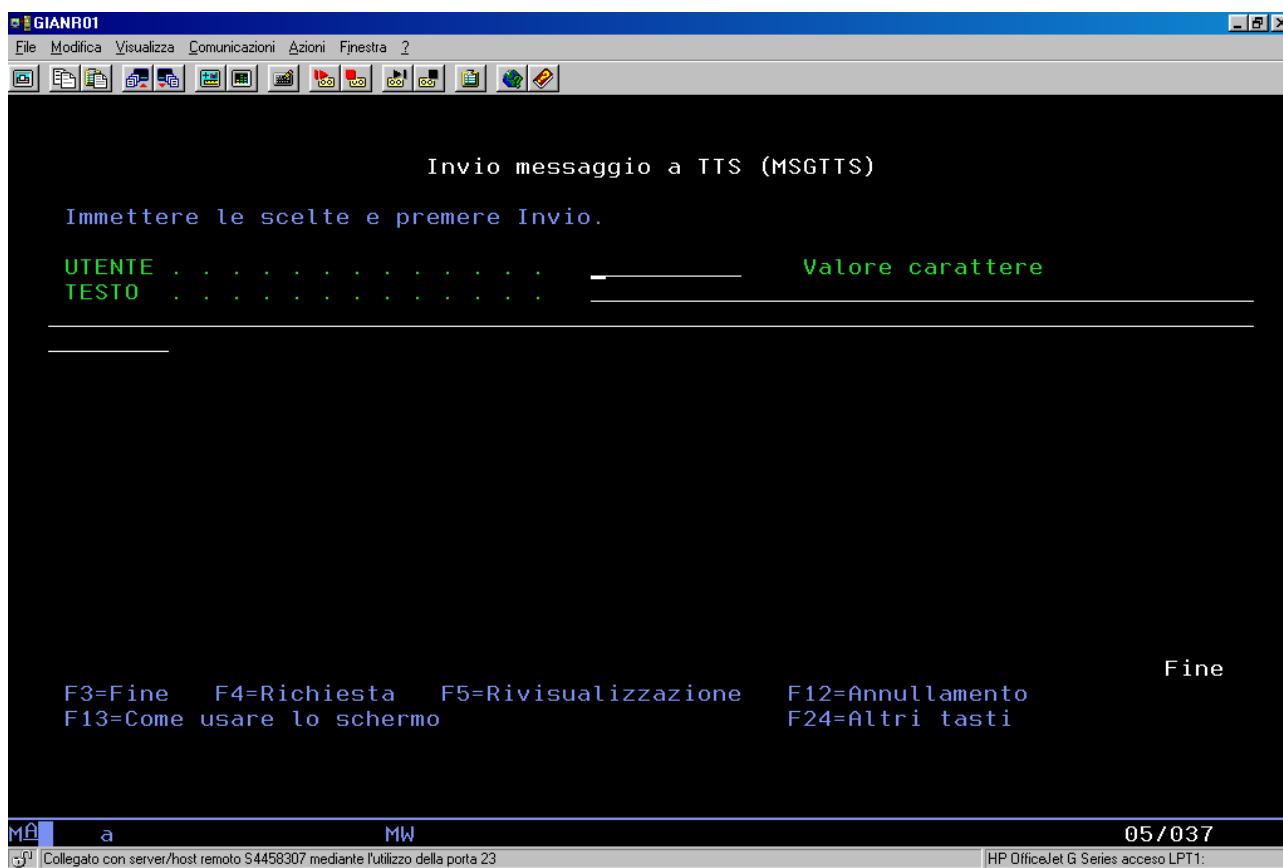 GIANR01
File Modifica Visualizza Comunicazioni Azioni Finestra ?
Invio messaggio a TTS (MSGTTS)
Immettere le scelte e premere Invio.
UTENTE . . . . . . . . . . . . . Valore carattere
TESTO . . . . . . . . . . . . .
Fine
F3=Fine F4=Richiesta F5=Rivisualizzazione F12=Annullamento
F13=Come usare lo schermo F24=Altri tasti
MA a MW 05/037
Collegato con server/host remoto S4458307 mediante l'utilizzo della porta 23 HP OfficeJet G Series acceso LPT1: